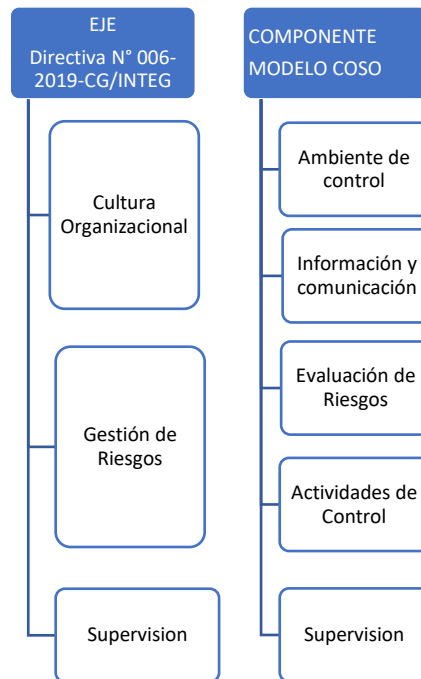 EJE
Directiva N° 006-
2019-CG/INTEG
Cultura
Organizacional
Gestión de
Riesgos
Supervision
COMPONENTE
MODELO COSO
Ambiente de
control
Información y
comunicación
Evaluación de
Riesgos
Actividades de
Control
Supervision